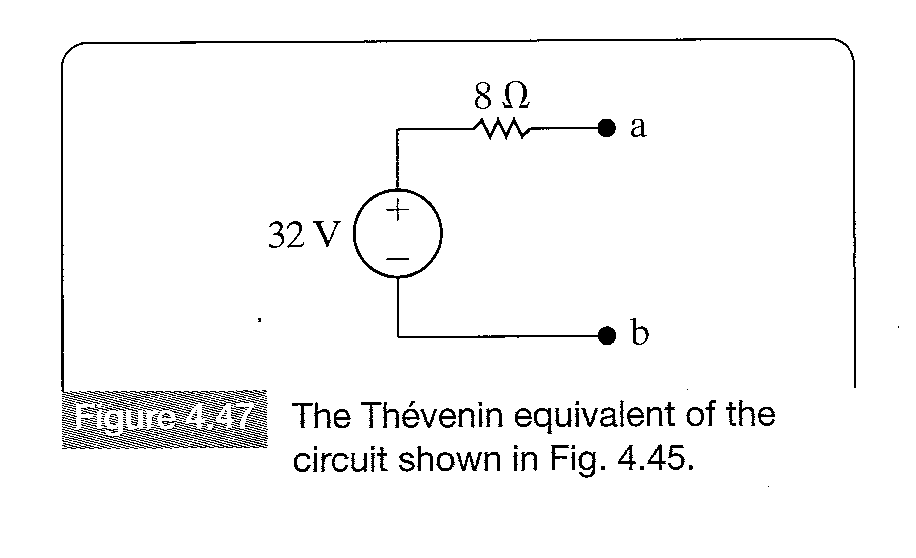 8 Ω
a
+
32 V
−
b
Figure 4.47 The Thévenin equivalent of the
circuit shown in Fig. 4.45.